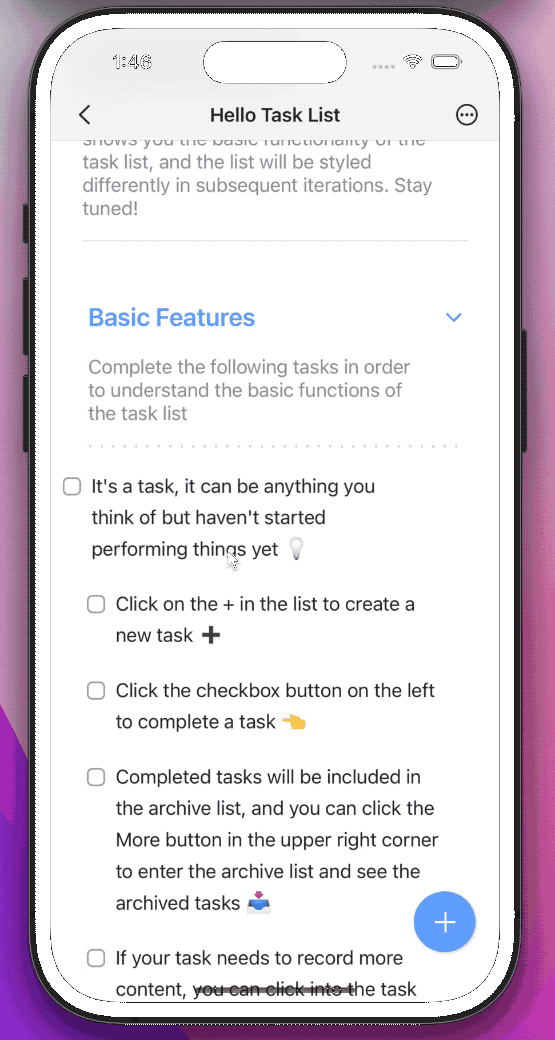 1:46
Hello Task List
shows you the basic functionality of the
task list, and the list will be styled
differently in subsequent iterations. Stay
tuned!
Basic Features
Complete the following tasks in order
to understand the basic functions of
the task list
It's a task, it can be anything you
think of but haven't started
performing things yet 💡
Click on the + in the list to create a
new task ➕
Click the checkbox button on the left
to complete a task 👈
Completed tasks will be included in
the archive list, and you can click the
More button in the upper right corner
to enter the archive list and see the
archived tasks 📥
If your task needs to record more
content, you can click into the task